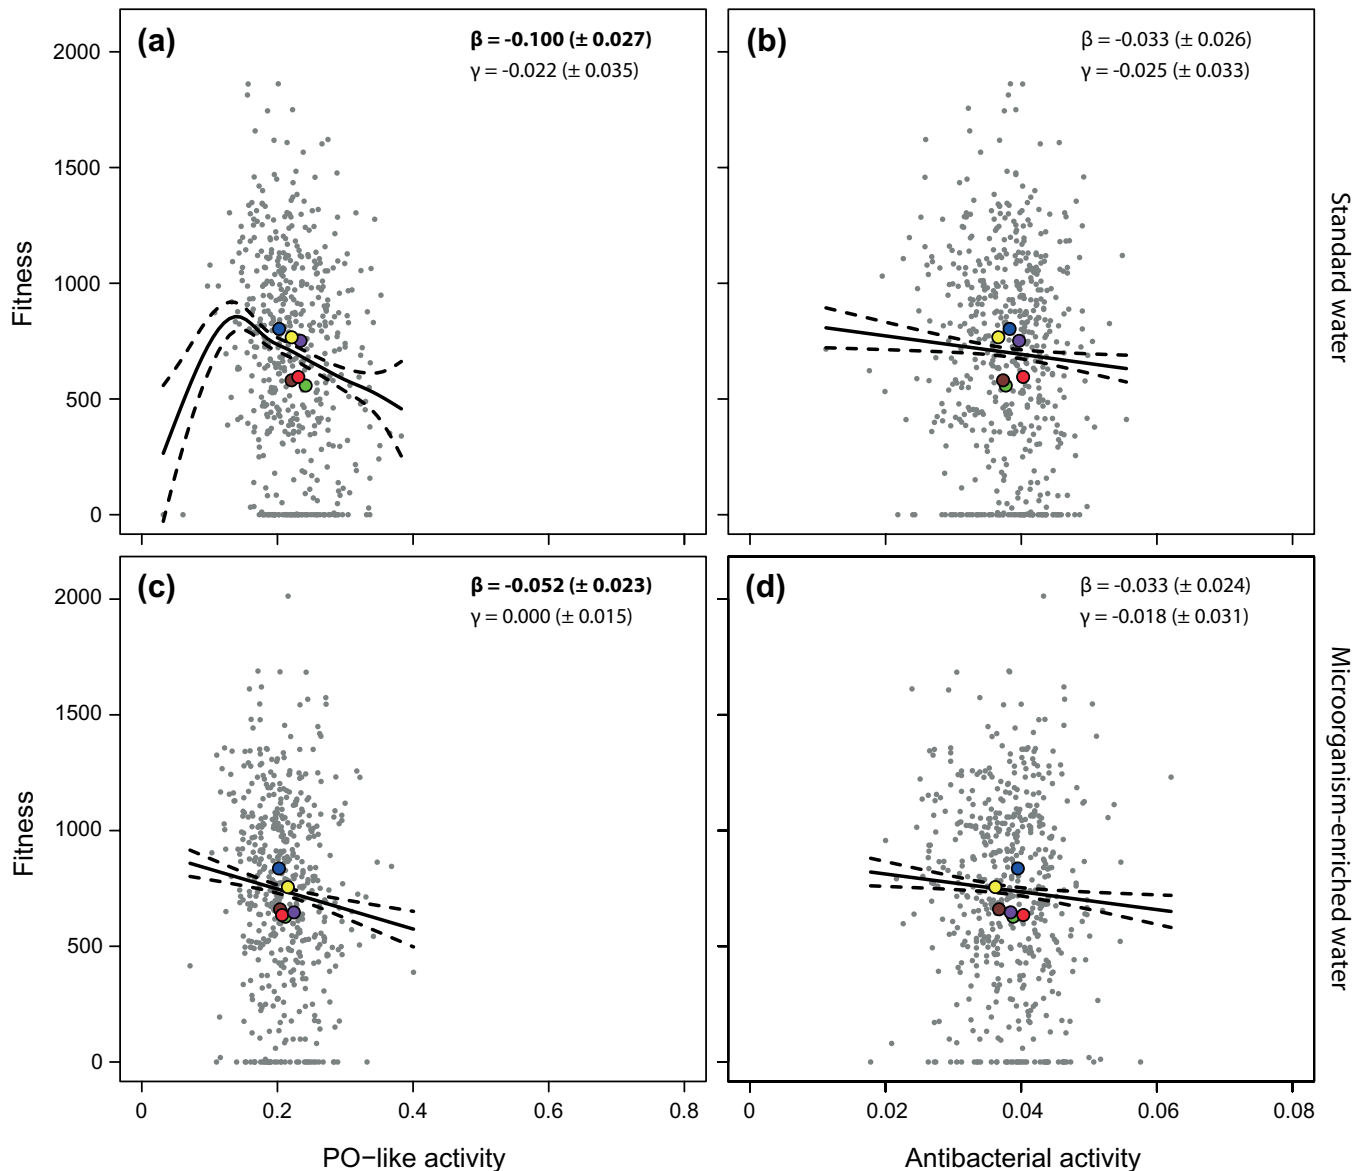 (a)
β = -0.100 (± 0.027)
γ = -0.022 (± 0.035)
(b)
β = -0.033 (± 0.026)
γ = -0.025 (± 0.033)
2000
1500
1000
500
0
Fitness
Standard water
(c)
β = -0.052 (± 0.023)
γ = 0.000 (± 0.015)
(d)
β = -0.033 (± 0.024)
γ = -0.018 (± 0.031)
2000
1500
1000
500
0
Fitness
Microorganism-enriched water
0 0.2 0.4 0.6 0.8
0 0.02 0.04 0.06 0.08
PO−like activity
Antibacterial activity